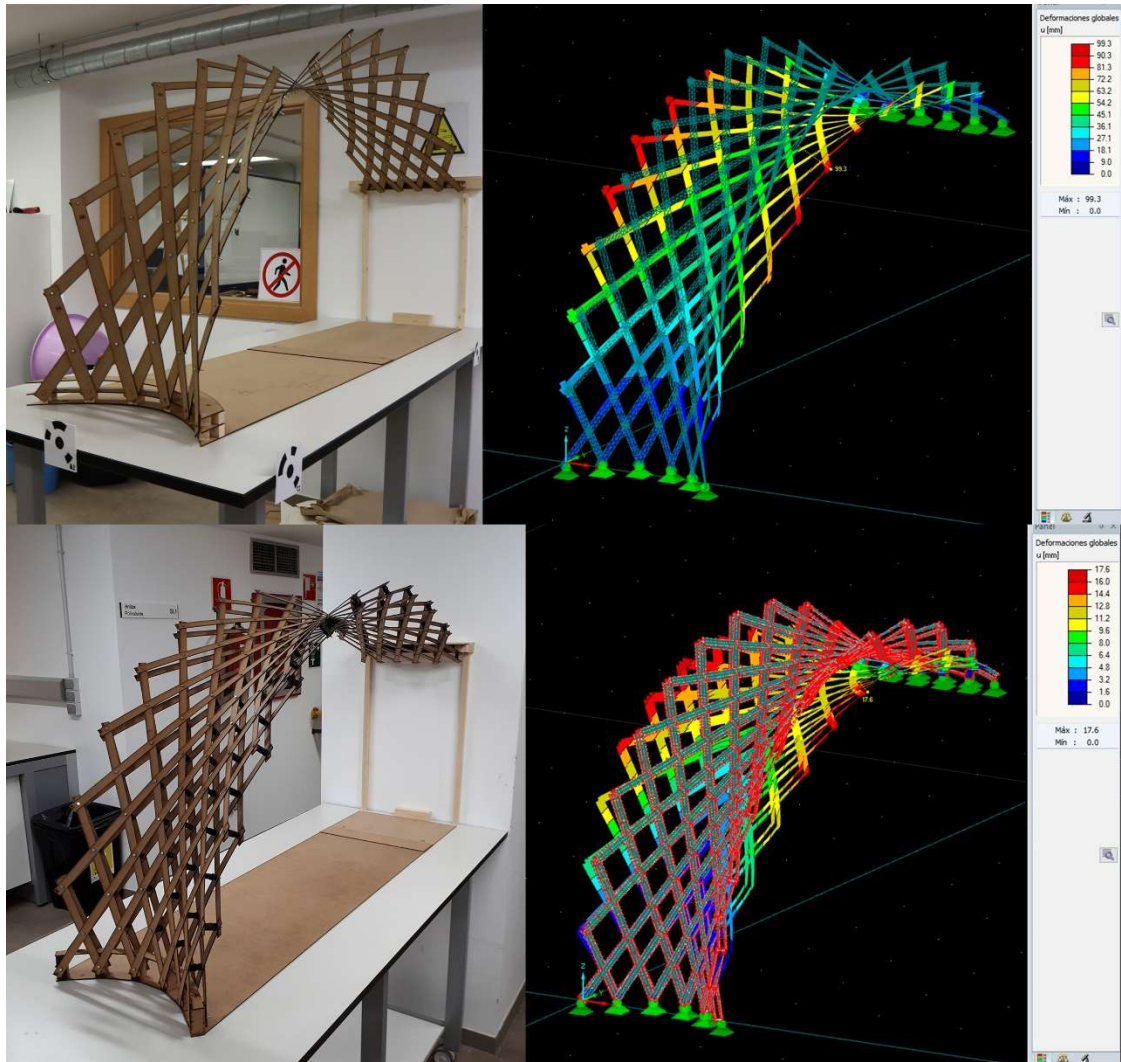 Deformaciones globales
u [mm]
99.3
90.3
81.3
72.2
63.2
54.2
45.1
36.1
27.1
18.1
9.0
0.0
Máx : 99.3
Mín : 0.0
99.3
Z
Panel
Deformaciones globales
u [mm]
17.6
16.0
14.4
12.8
11.2
9.6
8.0
6.4
4.8
3.2
1.6
0.0
Máx : 17.6
Mín : 0.0
17.6
Z